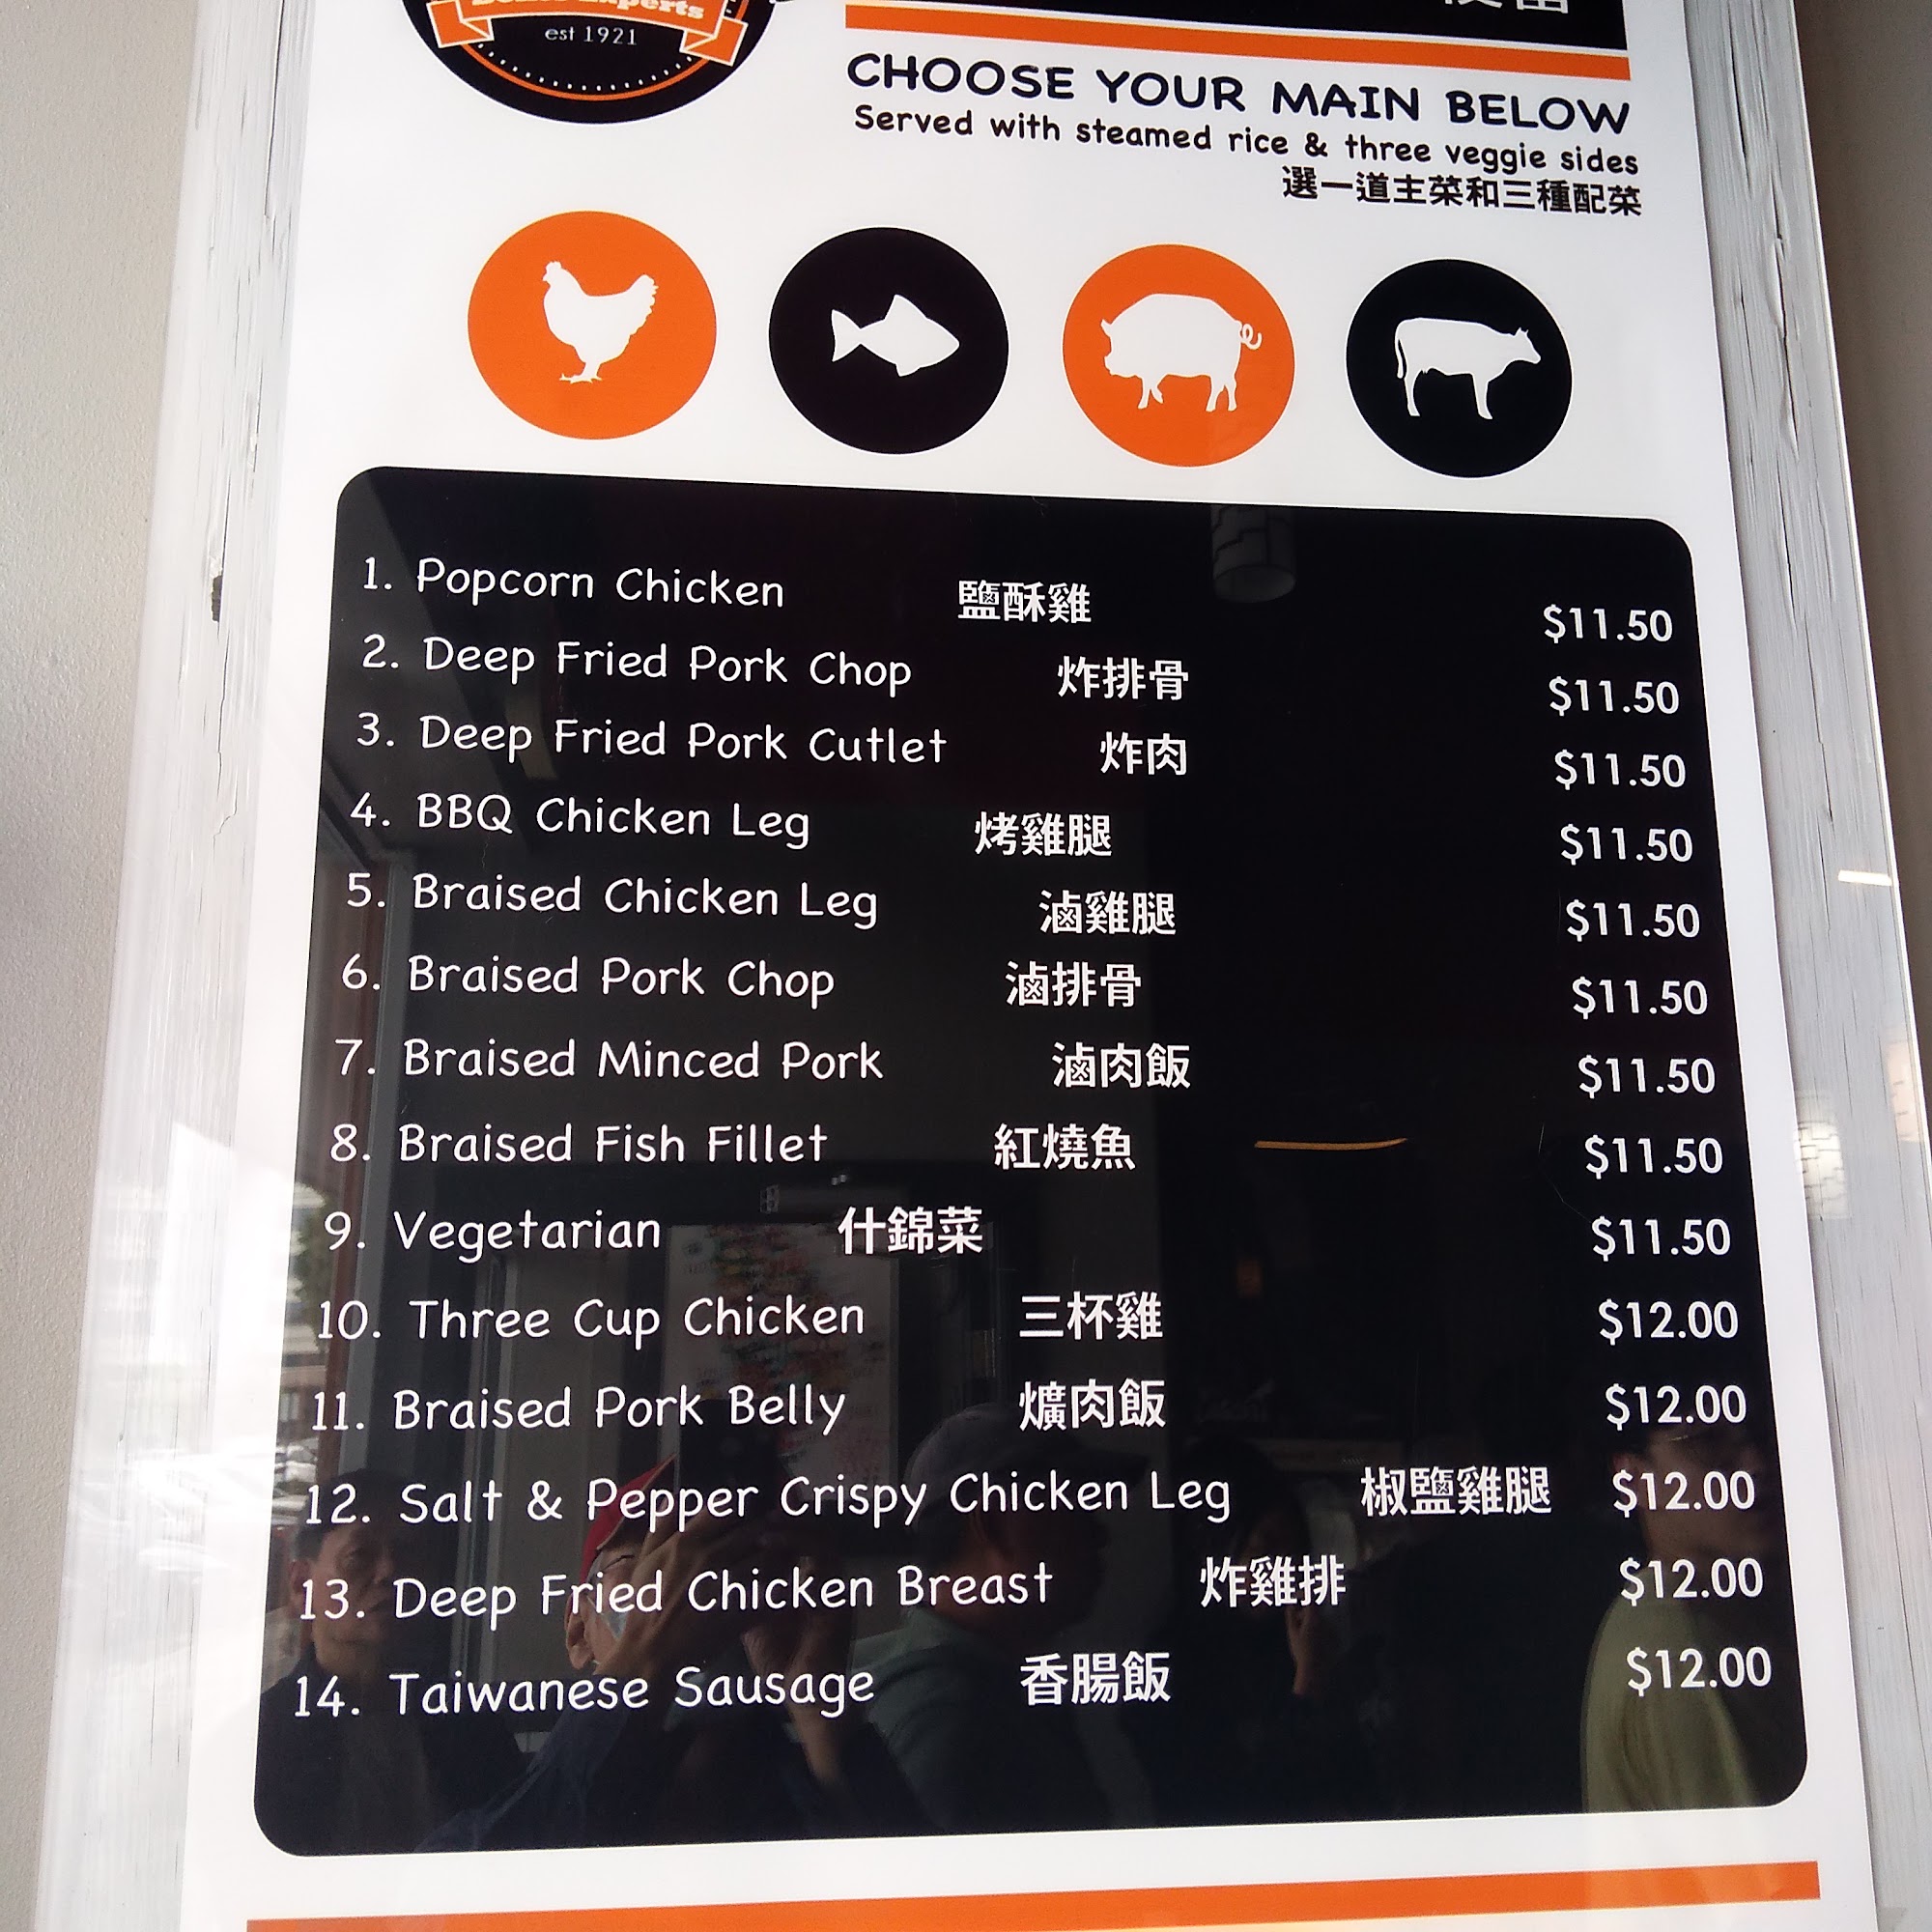 Experts
est 1921
CHOOSE YOUR MAIN BELOW
Served with steamed rice & three veggie sides
選一道主菜和三種配菜
1. Popcorn Chicken 鹽酥雞 $11.50
2. Deep Fried Pork Chop 炸排骨 $11.50
3. Deep Fried Pork Cutlet 炸肉 $11.50
4. BBQ Chicken Leg 烤雞腿 $11.50
5. Braised Chicken Leg 滷雞腿 $11.50
6. Braised Pork Chop 滷排骨 $11.50
7. Braised Minced Pork 滷肉飯 $11.50
8. Braised Fish Fillet 紅燒魚 $11.50
9. Vegetarian 什錦菜 $11.50
10. Three Cup Chicken 三杯雞 $12.00
11. Braised Pork Belly 爌肉飯 $12.00
12. Salt & Pepper Crispy Chicken Leg 椒鹽雞腿 $12.00
13. Deep Fried Chicken Breast 炸雞排 $12.00
14. Taiwanese Sausage 香腸飯 $12.00